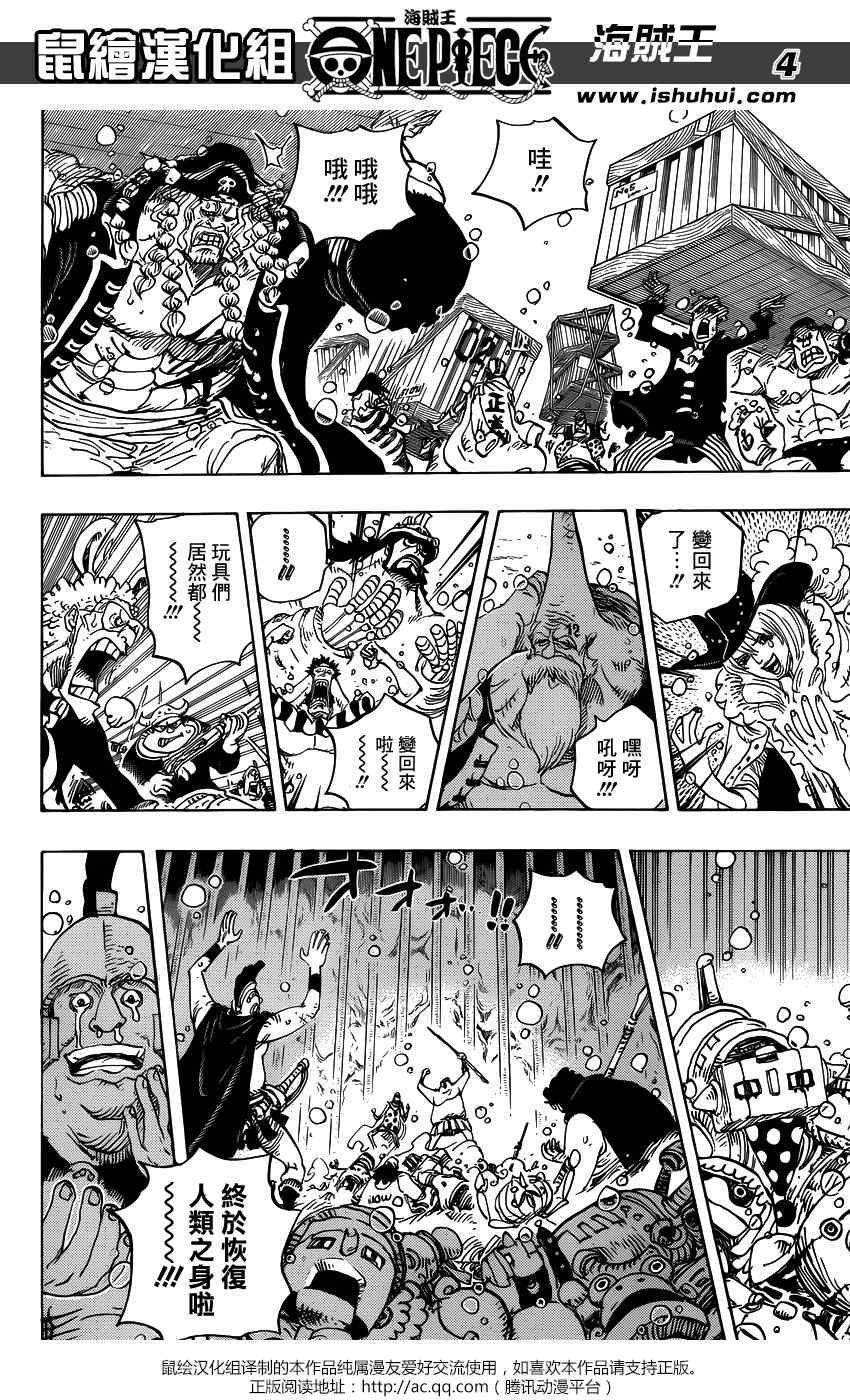 鼠繪漢化組
海賊王
ONE PIECE
海賊王
4
www.ishuhui.com
哇!!
哦哦
哦!!!
No.5
02
正義
變回來
了…!!
嘿呀
吼呀!!
…………!!
變回來
啦～～
玩具們
居然都～
～～～!!!
…………!!
オオオ…!!
終於恢復
人類之身啦
～～～!!!
鼠绘汉化组译制的本作品纯属漫友爱好交流使用，如喜欢本作品请支持正版。
正版阅读地址：http://ac.qq.com（腾讯动漫平台）